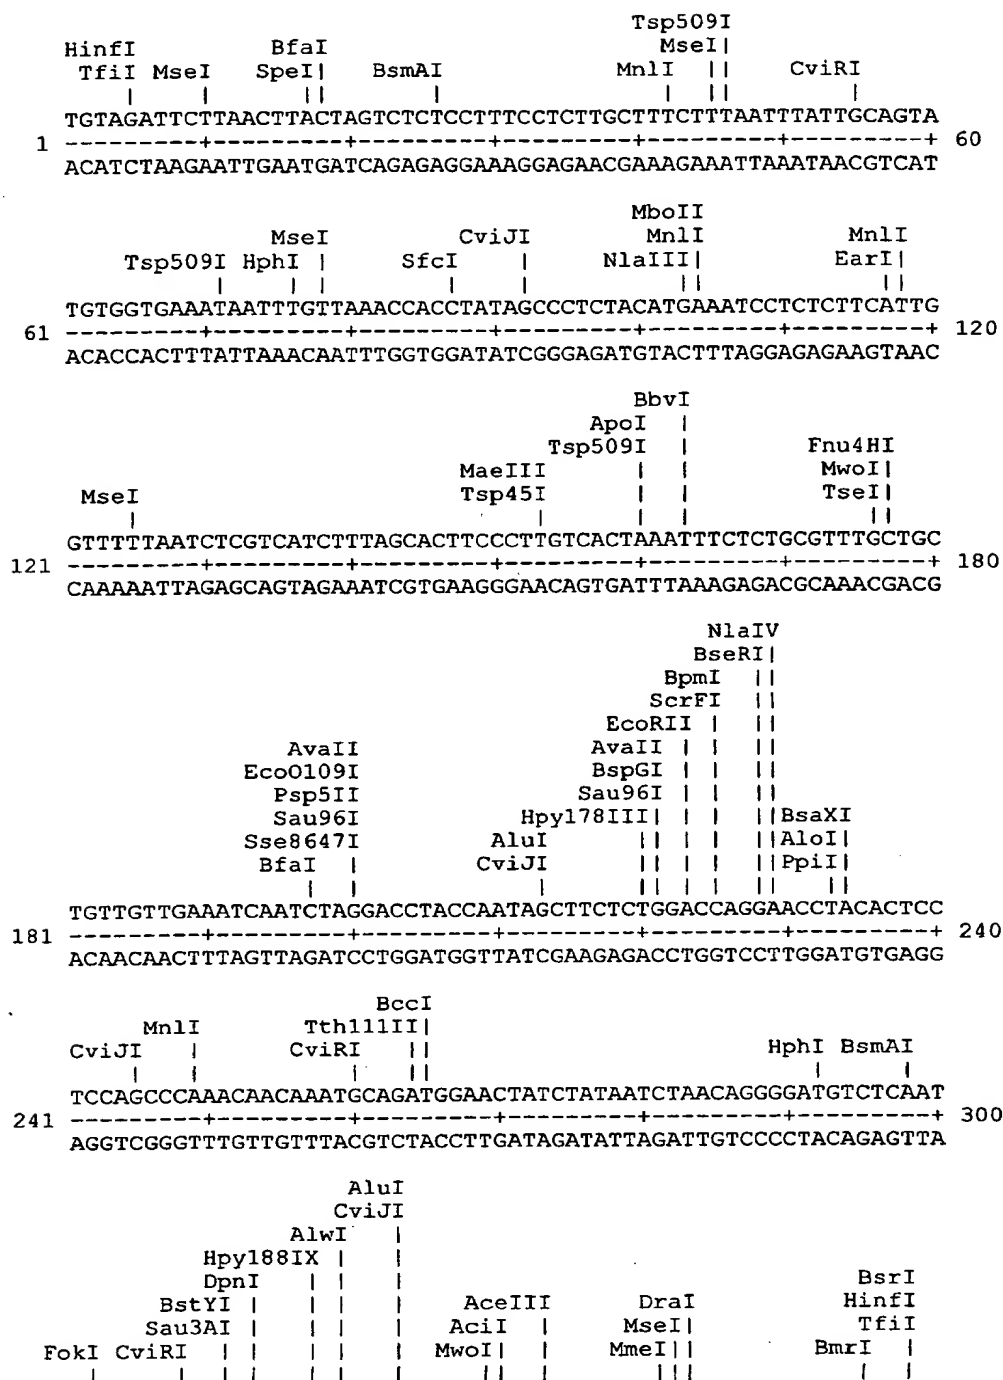 Tsp509I
HinfI BfaI MseI|
TfiI MseI SpeI| BsmAI MnlI || CviRI
TGTAGATTCTTAACTTACTAGTCTCTCCTTTCCTCTTGCTTTCTTTAATTTATTGCAGTA
1 ---------+---------+---------+---------+---------+---------+ 60
ACATCTAAGAATTGAATGATCAGAGAGGAAAGGAGAACGAAAGAAATTAAATAACGTCAT
MboII
MseI CviJI MnlI MnlI
Tsp509I HphI | SfcI | NlaIII| EarI|
TGTGGTGAAATAATTTGTTAAACCACCTATAGCCCTCTACATGAAATCCTCTCTTCATTG
61 ---------+---------+---------+---------+---------+---------+ 120
ACACCACTTTATTAAACAATTTGGTGGATATCGGGAGATGTACTTTAGGAGAGAAGTAAC
BbvI
ApoI |
Tsp509I | Fnu4HI
MaeIII | | MwoI|
MseI Tsp45I | | TseI|
GTTTTTAATCTCGTCATCTTTAGCACTTCCCTTGTCACTAAATTTCTCTGCGTTTGCTGC
121 ---------+---------+---------+---------+---------+---------+ 180
CAAAAATTAGAGCAGTAGAAATCGTGAAGGGAACAGTGATTTAAAGAGACGCAAACGACG
NlaIV
BseRI|
BpmI ||
ScrFI ||
EcoRII | ||
AvaII AvaII | | ||
EcoO109I BspGI | | ||
Psp5II Sau96I | | ||
Sau96I Hpy178III| | | ||BsaXI
Sse8647I AluI || | | ||AloI|
BfaI | CviJI || | | ||PpiI|
TGTTGTTGAAATCAATCTAGGACCTACCAATAGCTTCTCTGGACCAGGAACCTACACTCC
181 ---------+---------+---------+---------+---------+---------+ 240
ACAACAACTTTAGTTAGATCCTGGATGGTTATCGAAGAGACCTGGTCCTTGGATGTGAGG
BccI
MnlI Tth111II|
CviJI | CviRI || HphI BsmAI
TCCAGCCCAAACAACAAATGCAGATGGAACTATCTATAATCTAACAGGGGATGTCTCAAT
241 ---------+---------+---------+---------+---------+---------+ 300
AGGTCGGGTTTGTTGTTTACGTCTACCTTGATAGATATTAGATTGTCCCCTACAGAGTTA
AluI
CviJI
AlwI |
Hpy188IX | |
DpnI | | | BsrI
BstYI | | | | AceIII DraI HinfI
Sau3AI | | | | AciI | MseI| TfiI
FokI CviRI | | | | | MwoI| | MmeI|| BmrI |